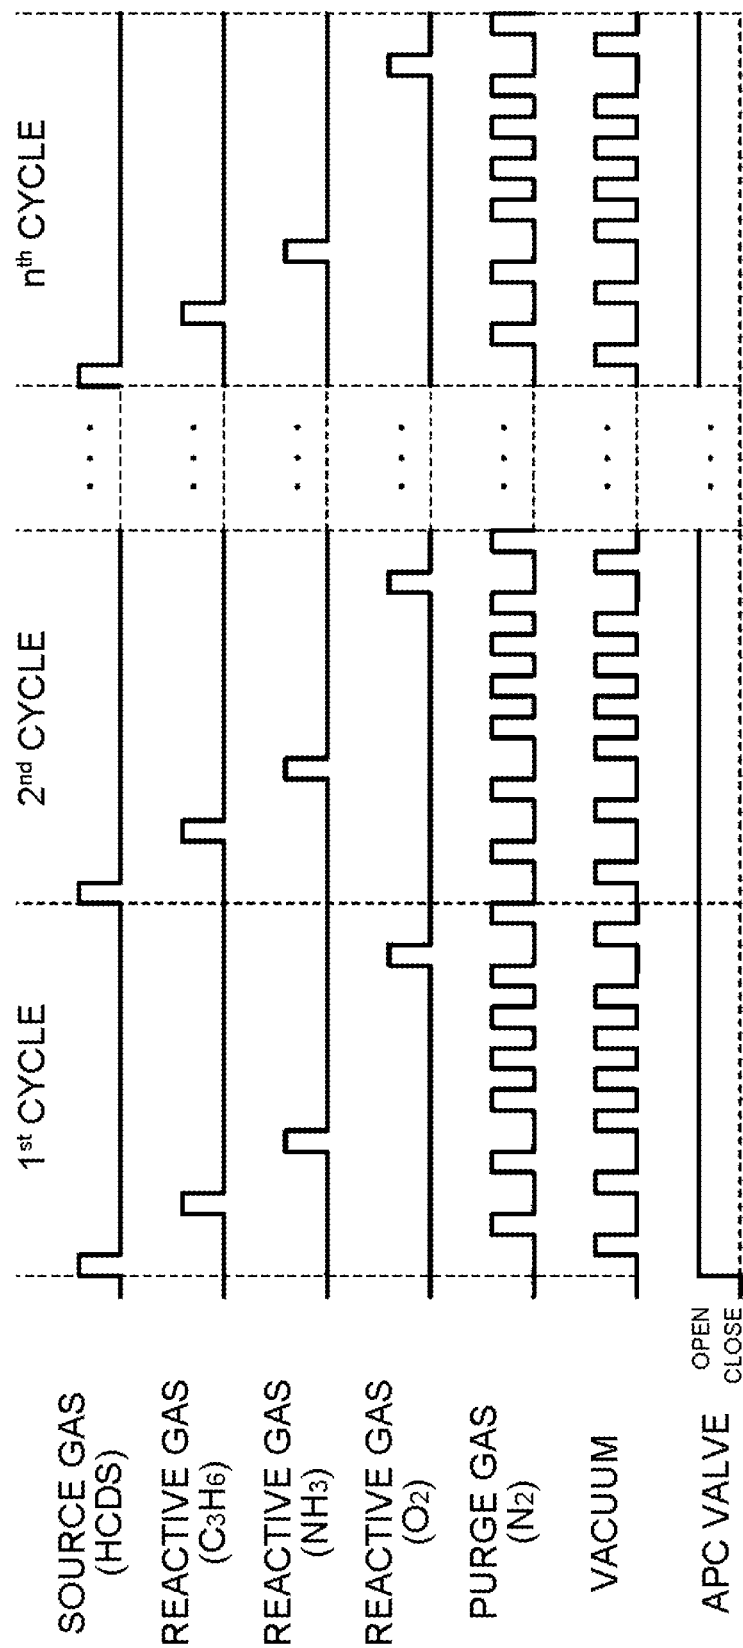 1st CYCLE
2nd CYCLE
nth CYCLE
SOURCE GAS
(HCDS)
REACTIVE GAS
(C3H6)
REACTIVE GAS
(NH3)
REACTIVE GAS
(O2)
PURGE GAS
(N2)
VACUUM
APC VALVE
OPEN
CLOSE